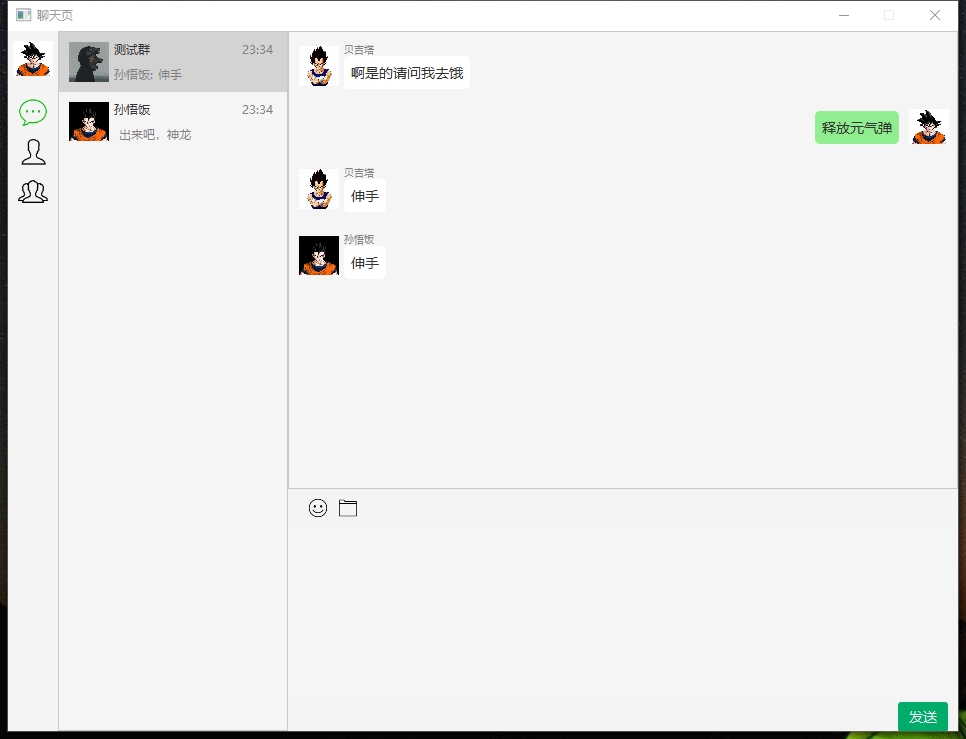 聊天页
测试群 23:34
孙悟饭: 伸手
孙悟饭 23:34
出来吧，神龙
贝吉塔
啊是的请问我去饿
释放元气弹
贝吉塔
伸手
孙悟饭
伸手
发送